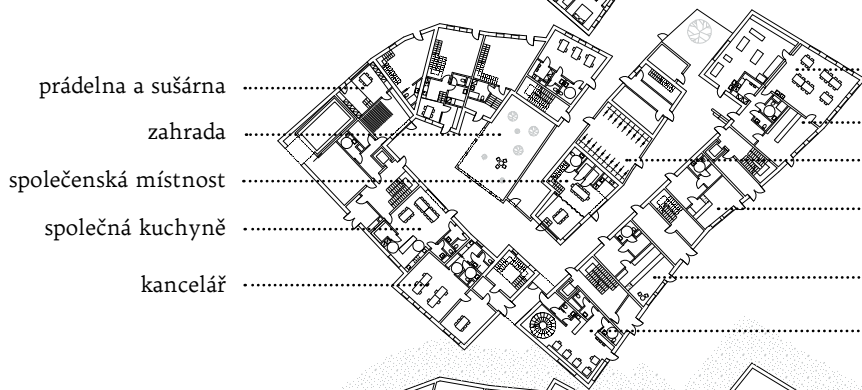 prádelna a sušárna
zahrada
společenská místnost
společná kuchyně
kancelář